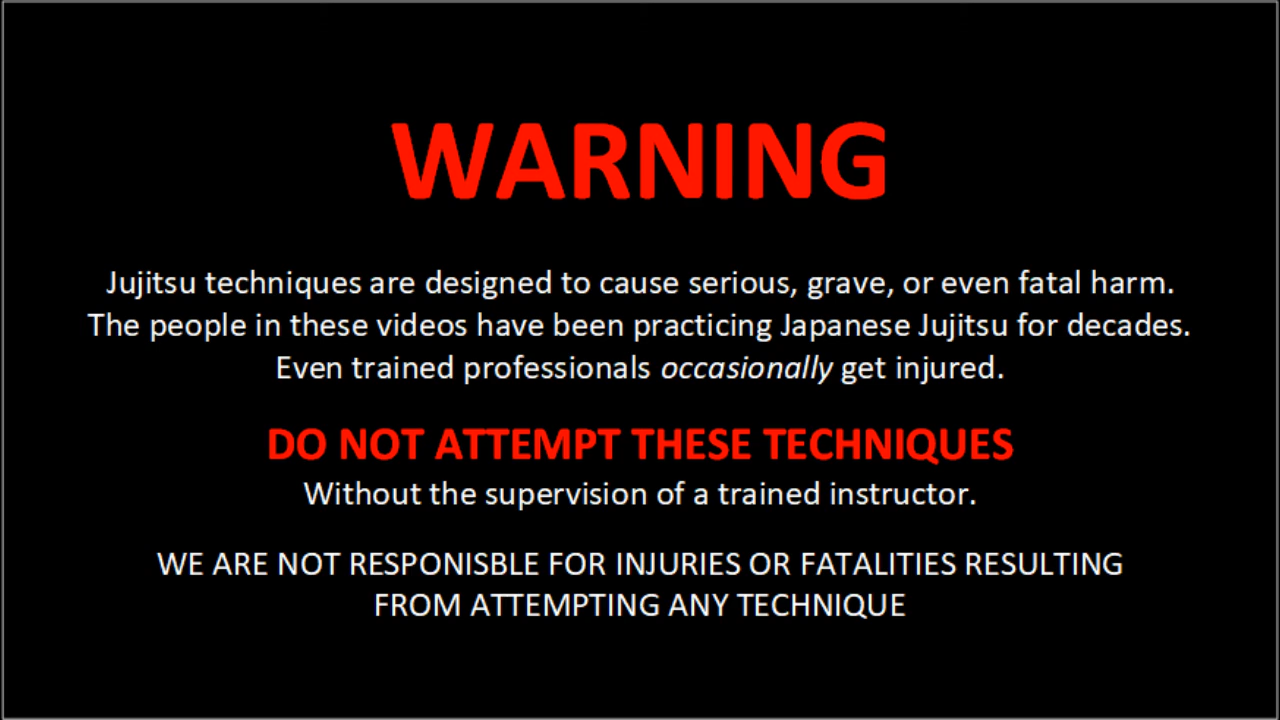 WARNING
Jujitsu techniques are designed to cause serious, grave, or even fatal harm.
The people in these videos have been practicing Japanese Jujitsu for decades.
Even trained professionals occasionally get injured.
DO NOT ATTEMPT THESE TECHNIQUES
Without the supervision of a trained instructor.
WE ARE NOT RESPONISBLE FOR INJURIES OR FATALITIES RESULTING
FROM ATTEMPTING ANY TECHNIQUE